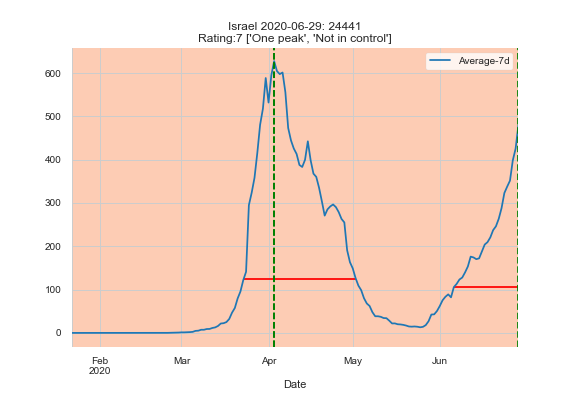 Israel 2020-06-29: 24441
Rating:7 ['One peak', 'Not in control']
Average-7d
600
500
400
300
200
100
0
Feb
2020
Mar
Apr
May
Jun
Date